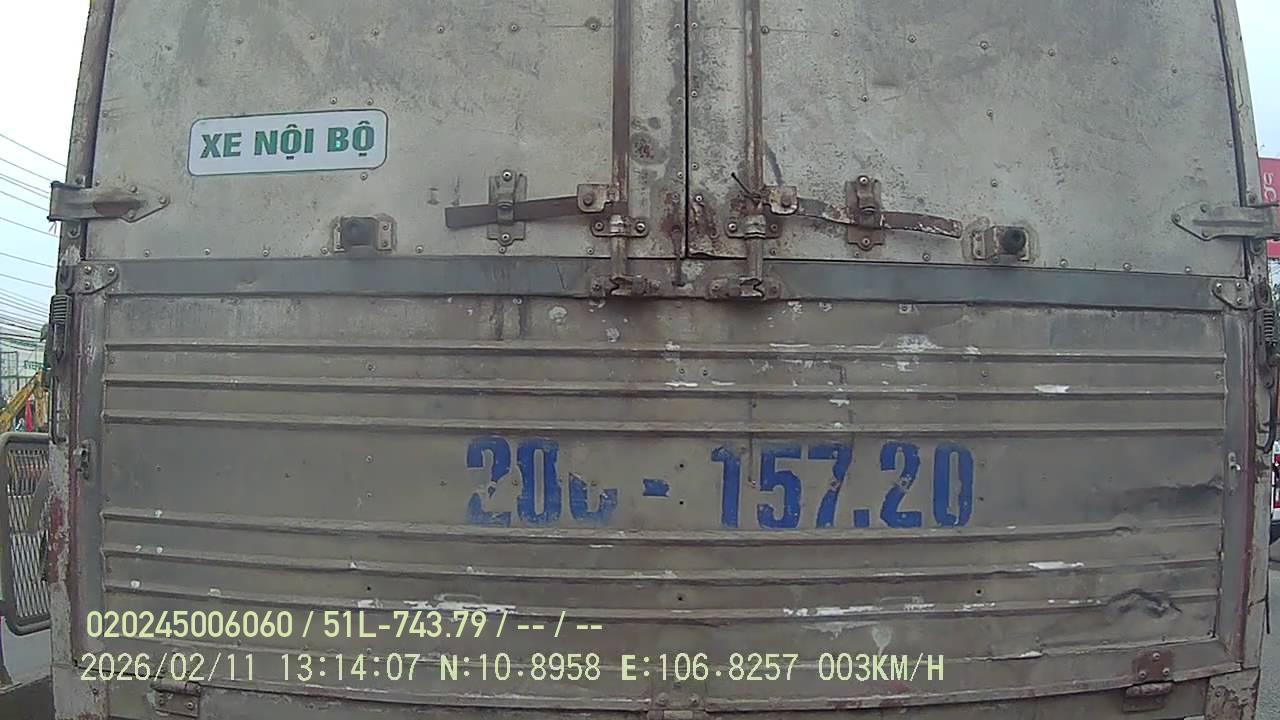 XE NỘI BỘ
20C - 157.20
020245006060 / 51L-743.79 / -- / --
2026/02/11 13:14:07 N:10.8958 E:106.8257 003KM/H